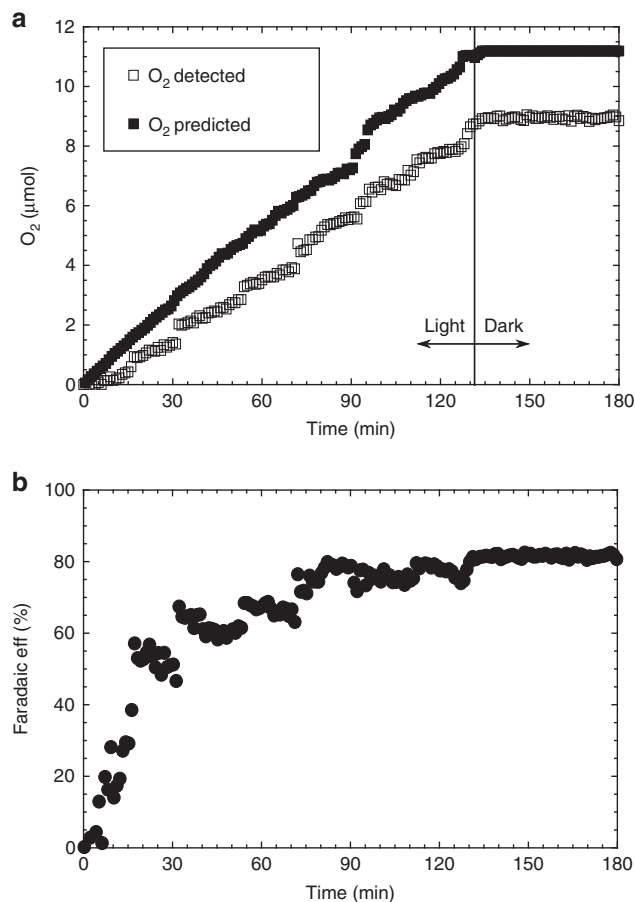 a
12
10
8
6
4
2
0
O₂ (μmol)
O₂ detected
O₂ predicted
Light Dark
0 30 60 90 120 150 180
Time (min)
b
100
80
60
40
20
0
Faradaic eff (%)
0 30 60 90 120 150 180
Time (min)